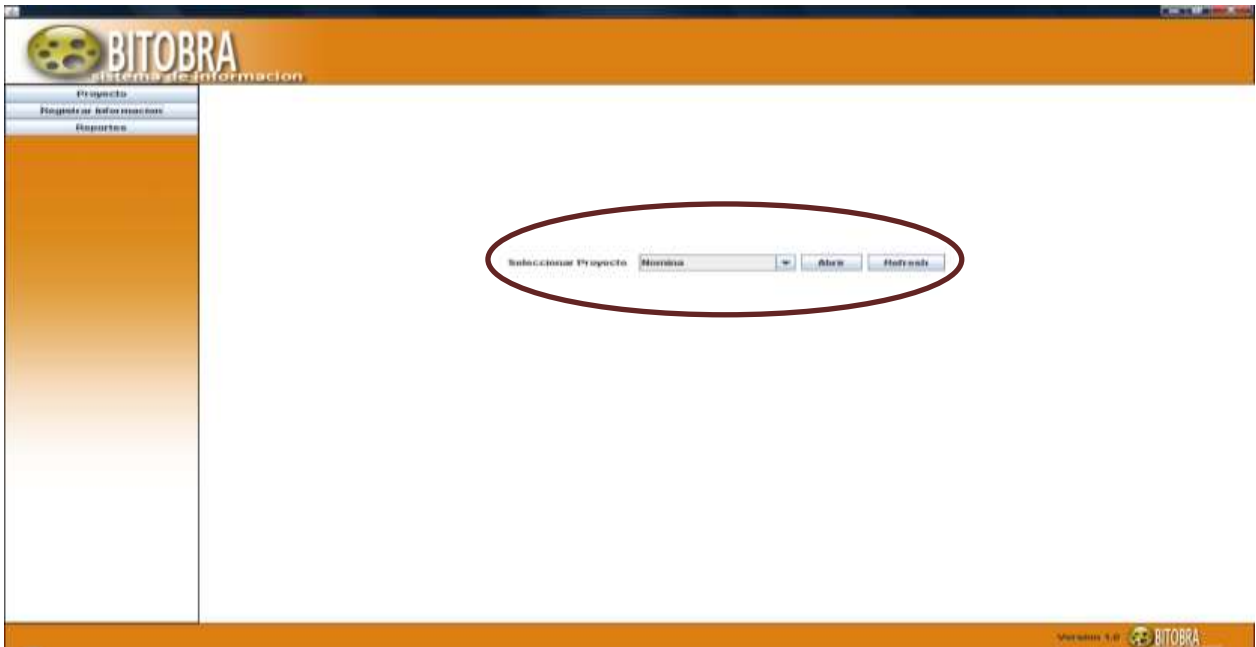 BITOBRA
sistema de informacion
Proyecto
Registrar Informacion
Reportes
Seleccionar Proyecto Nomina Abrir Refresh
Version 1.0 BITOBRA